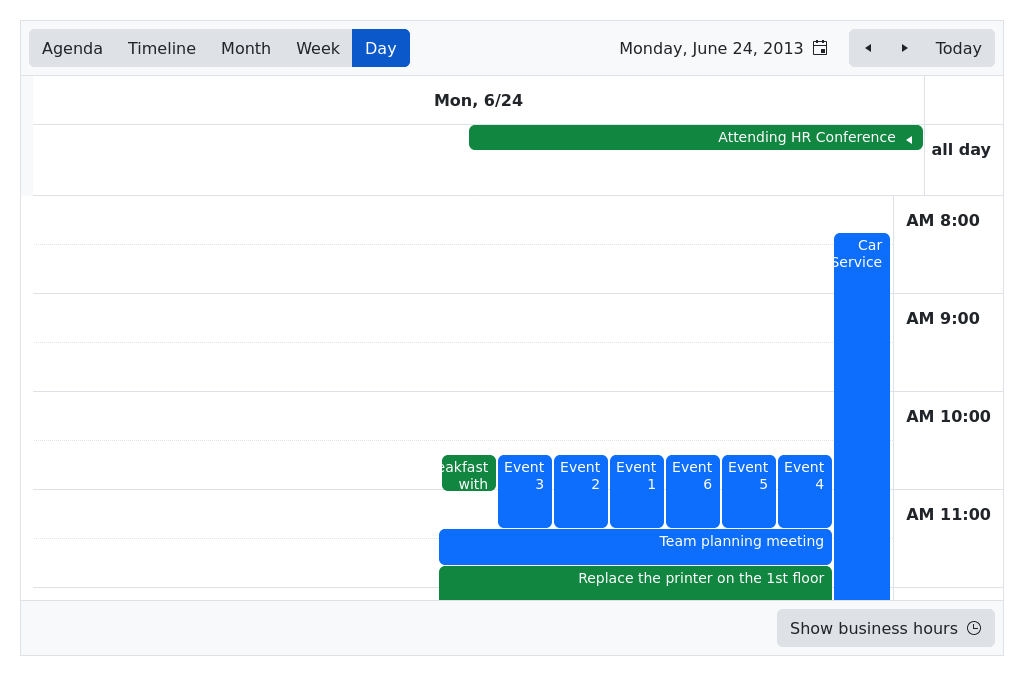 Agenda
Timeline
Month
Week
Day
Monday, June 24, 2013
Today
Mon, 6/24
Attending HR Conference
all day
AM 8:00
Car
Service
AM 9:00
AM 10:00
with
Event
3
Event
2
Event
1
Event
6
Event
5
Event
4
AM 11:00
Team planning meeting
Replace the printer on the 1st floor
Show business hours